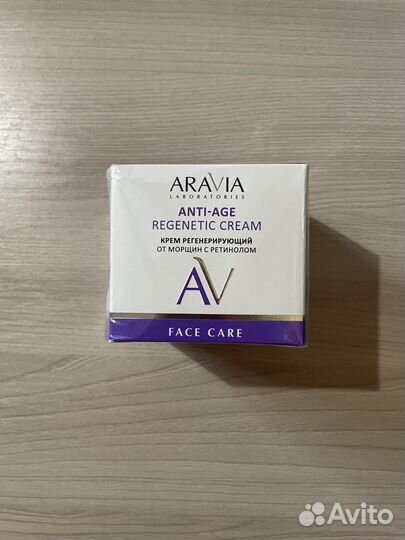 ARAVIA
LABORATORIES
ANTI-AGE
REGENETIC CREAM
КРЕМ РЕГЕНЕРИРУЮЩИЙ
ОТ МОРЩИН С РЕТИНОЛОМ
AV
FACE CARE
Avito